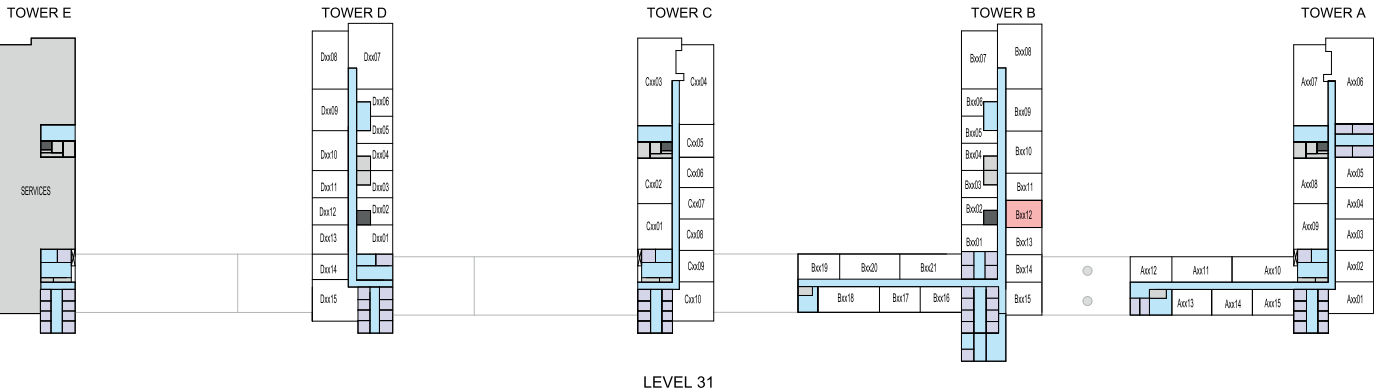 TOWER E
TOWER D
TOWER C
TOWER B
TOWER A
SERVICES
Dxx08
Dxx07
Dxx09
Dxx06
Dxx05
Dxx10
Dxx04
Dxx11
Dxx03
Dxx12
Dxx02
Dxx13
Dxx01
Dxx14
Dxx15
Cxx03
Cxx04
Cxx05
Cxx02
Cxx06
Cxx07
Cxx01
Cxx08
Cxx09
Cxx10
Bxx07
Bxx08
Bxx06
Bxx09
Bxx05
Bxx04
Bxx10
Bxx03
Bxx11
Bxx02
Bxx12
Bxx01
Bxx13
Bxx19
Bxx20
Bxx21
Bxx14
Bxx18
Bxx17
Bxx16
Bxx15
Axx07
Axx06
Axx08
Axx05
Axx04
Axx09
Axx03
Axx12
Axx11
Axx10
Axx02
Axx13
Axx14
Axx15
Axx01
LEVEL 31